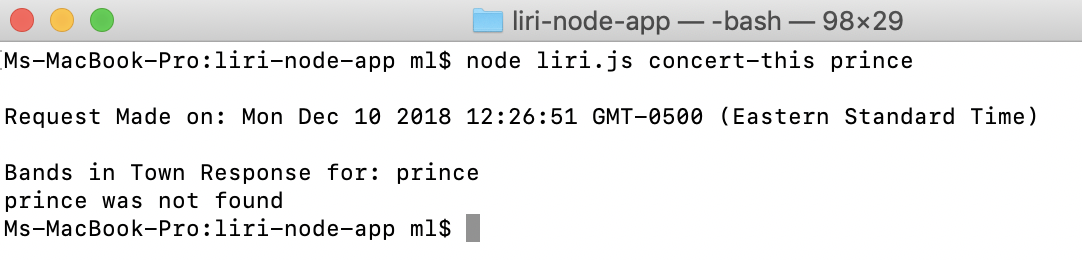 liri-node-app — -bash — 98×29
Ms-MacBook-Pro:liri-node-app ml$ node liri.js concert-this prince
Request Made on: Mon Dec 10 2018 12:26:51 GMT-0500 (Eastern Standard Time)
Bands in Town Response for: prince
prince was not found
Ms-MacBook-Pro:liri-node-app ml$